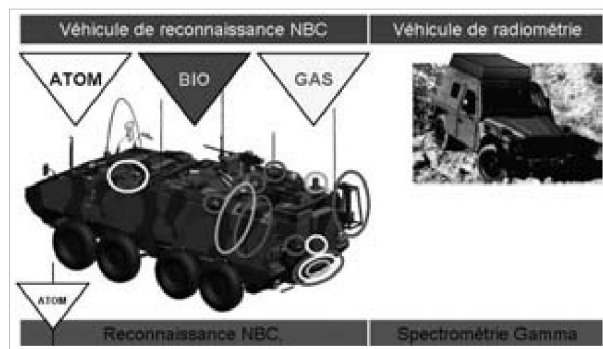 Véhicule de reconnaissance NBC
Véhicule de radiométrie
ATOM
BIO
GAS
ATOM
Reconnaissance NBC,
Spectrométrie Gamma